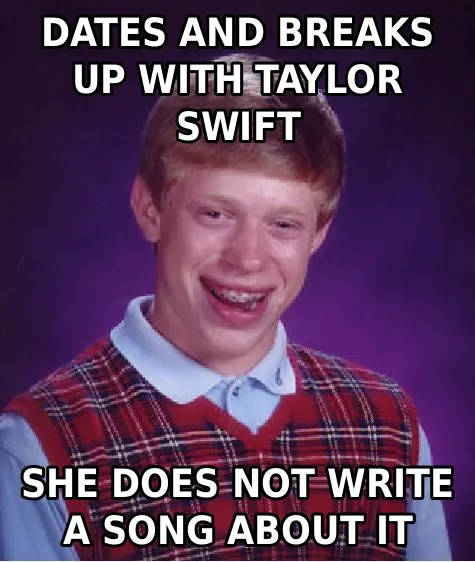 DATES AND BREAKS
UP WITH TAYLOR
SWIFT
SHE DOES NOT WRITE
A SONG ABOUT IT